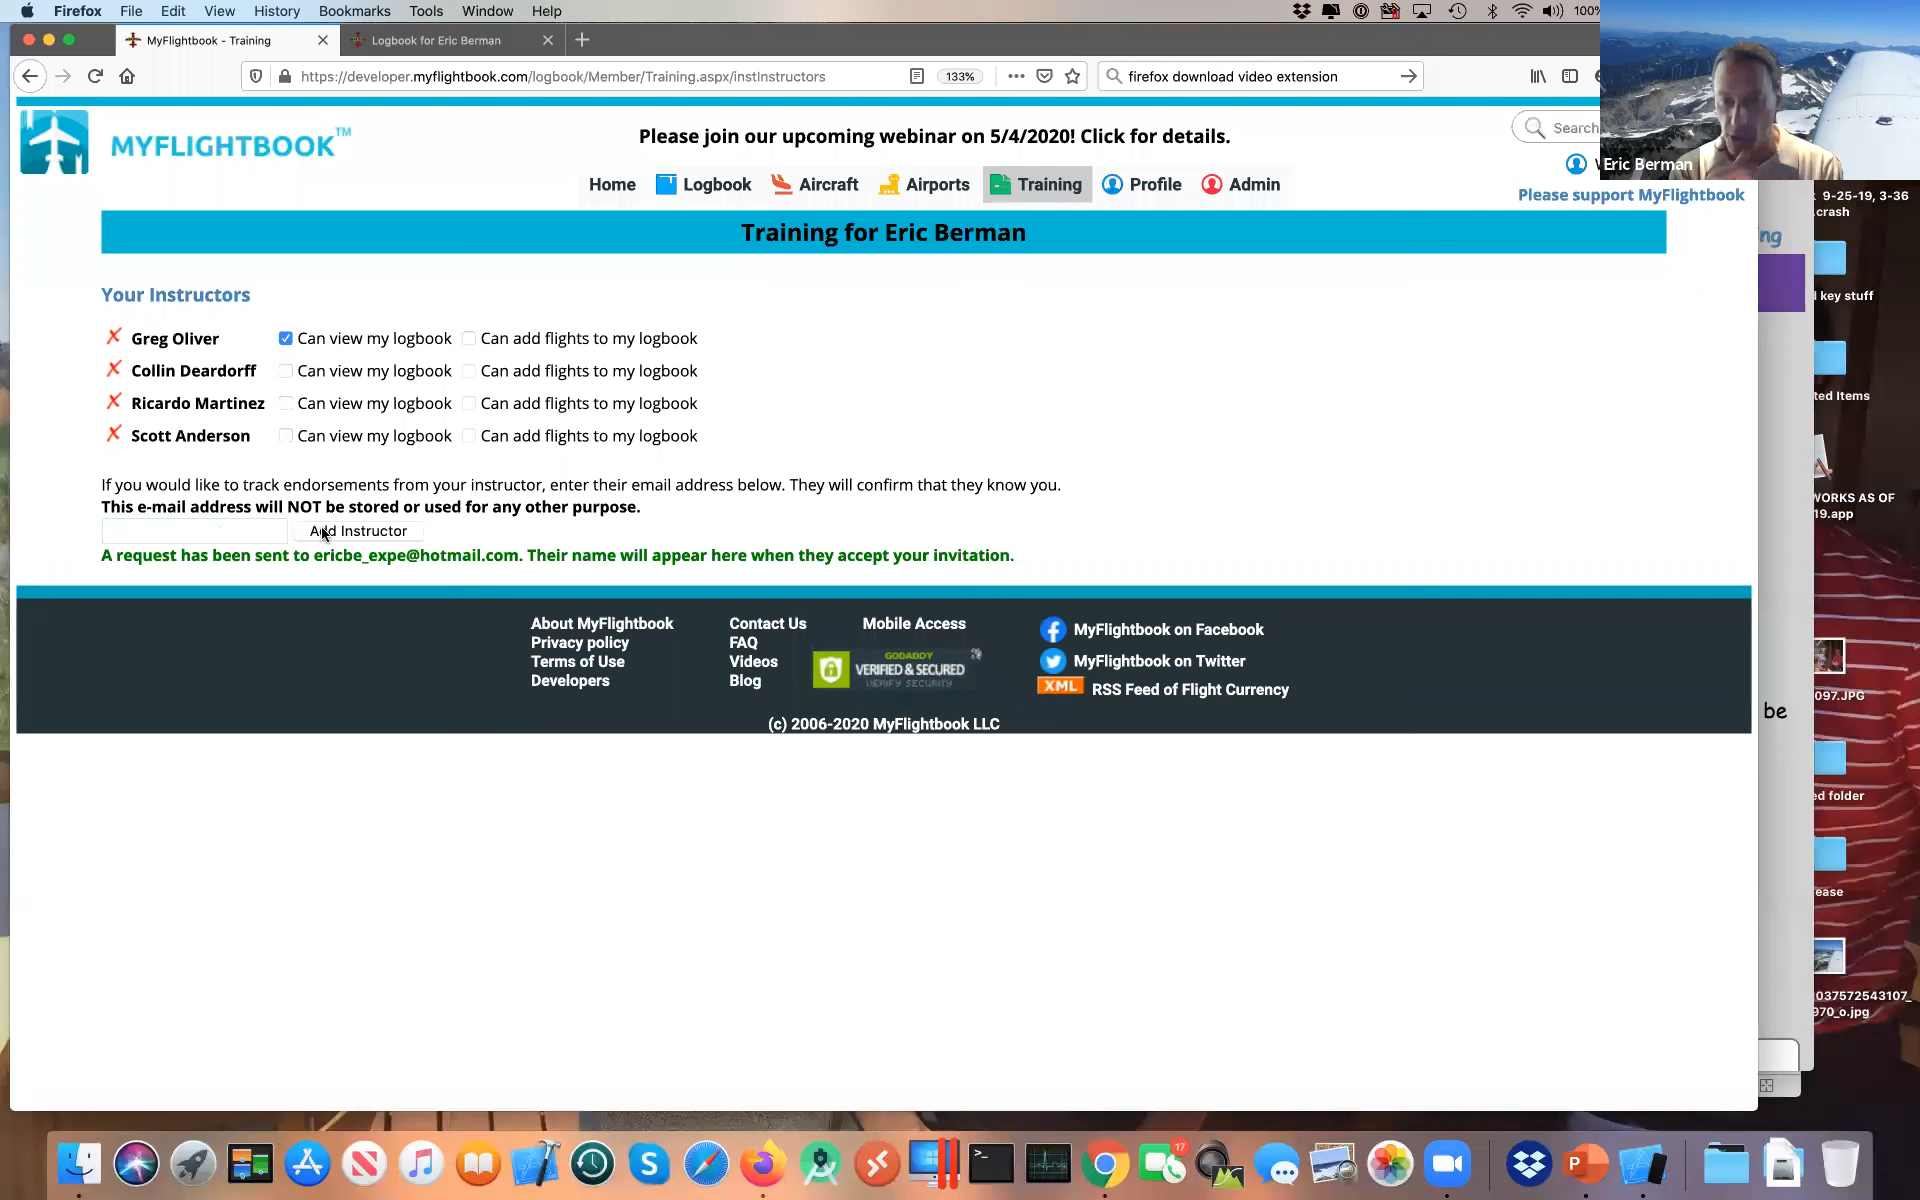 Firefox File Edit View History Bookmarks Tools Window Help 100%
MyFlightbook - Training
Logbook for Eric Berman
https://developer.myflightbook.com/logbook/Member/Training.aspx/instInstructors
133%
firefox download video extension
MYFLIGHTBOOK™
Please join our upcoming webinar on 5/4/2020! Click for details.
Search
Eric Berman
Home Logbook Aircraft Airports Training Profile Admin
Please support MyFlightbook
9-25-19, 3-36
.crash
Training for Eric Berman
ng
Your Instructors
key stuff
Greg Oliver Can view my logbook Can add flights to my logbook
Collin Deardorff Can view my logbook Can add flights to my logbook
ted Items
Ricardo Martinez Can view my logbook Can add flights to my logbook
Scott Anderson Can view my logbook Can add flights to my logbook
If you would like to track endorsements from your instructor, enter their email address below. They will confirm that they know you.
WORKS AS OF
This e-mail address will NOT be stored or used for any other purpose.
19.app
Add Instructor
A request has been sent to ericbe_expe@hotmail.com. Their name will appear here when they accept your invitation.
About MyFlightbook
Privacy policy
Terms of Use
Developers
Contact Us
FAQ
Videos
Blog
Mobile Access
GODADDY
VERIFIED & SECURED
VERIFY SECURITY
MyFlightbook on Facebook
MyFlightbook on Twitter
XML RSS Feed of Flight Currency
097.JPG
be
(c) 2006-2020 MyFlightbook LLC
ed folder
ease
037572543107_
970_o.jpg
17